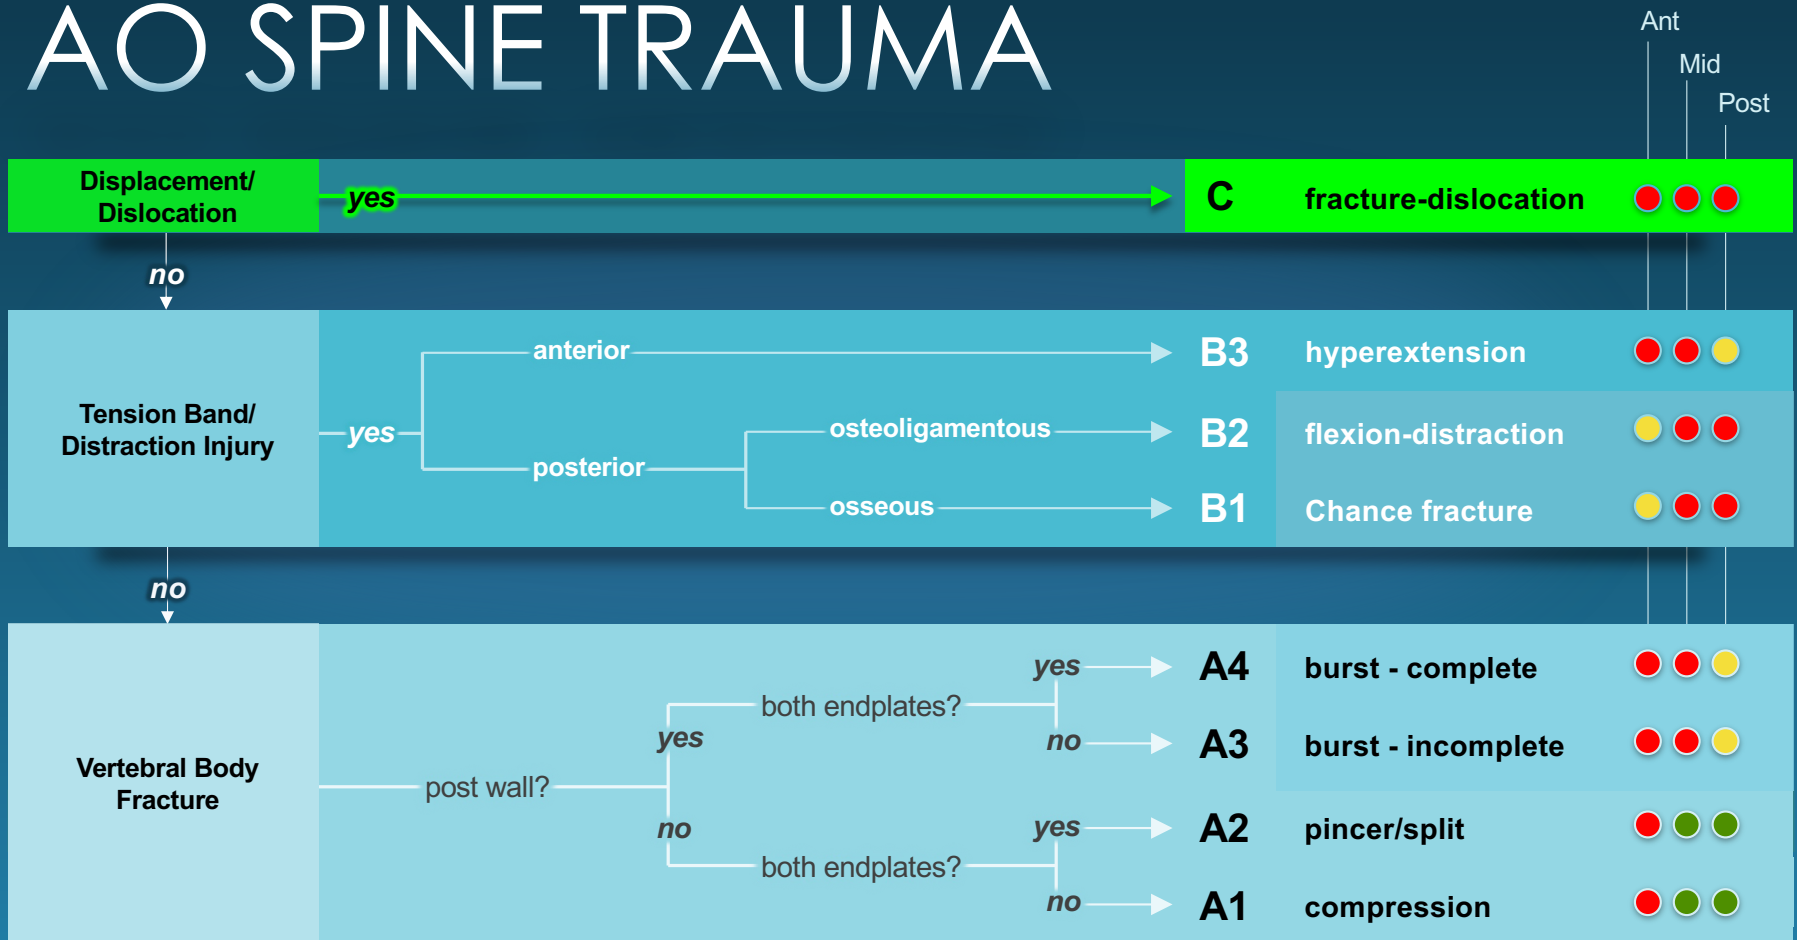 AO SPINE TRAUMA
Ant
Mid
Post
Displacement/
Dislocation
yes
C fracture-dislocation
no
Tension Band/
Distraction Injury
yes
anterior
B3 hyperextension
posterior
osteoligamentous
B2 flexion-distraction
osseous
B1 Chance fracture
no
Vertebral Body
Fracture
post wall?
yes
both endplates?
yes
A4 burst - complete
no
A3 burst - incomplete
no
both endplates?
yes
A2 pincer/split
no
A1 compression